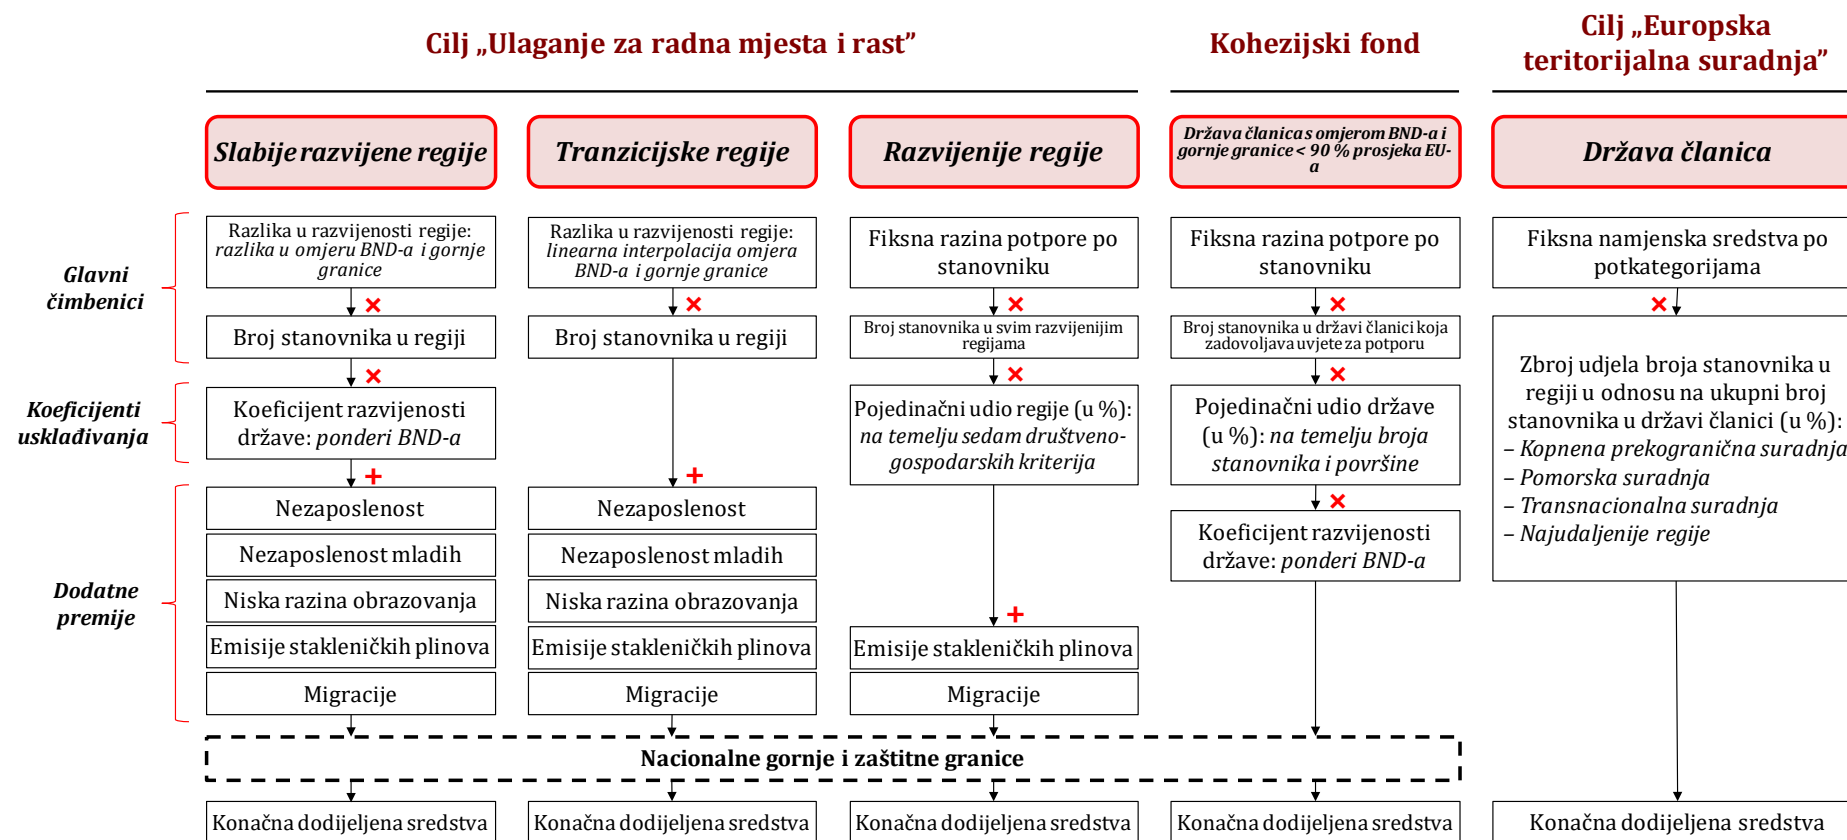 Cilj „Ulaganje za radna mjesta i rast”
Kohezijski fond
Cilj „Europska
teritorijalna suradnja”
Slabije razvijene regije
Tranzicijske regije
Razvijenije regije
Država članica s omjerom BND-a i
gornje granice < 90 % prosjeka EU-
a
Država članica
Glavni
čimbenici
Razlika u razvijenosti regije:
razlika u omjeru BND-a i gornje
granice
Razlika u razvijenosti regije:
linearna interpolacija omjera
BND-a i gornje granice
Fiksna razina potpore po
stanovniku
Fiksna razina potpore po
stanovniku
Fiksna namjenska sredstva po
potkategorijama
×
×
×
×
×
Broj stanovnika u regiji
Broj stanovnika u regiji
Broj stanovnika u svim razvijenijim
regijama
Broj stanovnika u državi članici koja
zadovoljava uvjete za potporu
Zbroj udjela broja stanovnika u
regiji u odnosu na ukupni broj
stanovnika u državi članici (u %):
– Kopnena prekogranična suradnja
– Pomorska suradnja
– Transnacionalna suradnja
– Najudaljenije regije
×
×
×
Koeficijenti
usklađivanja
Koeficijent razvijenosti
države: ponderi BND-a
Pojedinačni udio regije (u %):
na temelju sedam društveno-
gospodarskih kriterija
Pojedinačni udio države
(u %): na temelju broja
stanovnika i površine
+
+
×
Koeficijent razvijenosti
države: ponderi BND-a
Dodatne
premije
Nezaposlenost
Nezaposlenost
Nezaposlenost mladih
Nezaposlenost mladih
Niska razina obrazovanja
Niska razina obrazovanja
+
Emisije stakleničkih plinova
Emisije stakleničkih plinova
Emisije stakleničkih plinova
Migracije
Migracije
Migracije
Nacionalne gornje i zaštitne granice
Konačna dodijeljena sredstva
Konačna dodijeljena sredstva
Konačna dodijeljena sredstva
Konačna dodijeljena sredstva
Konačna dodijeljena sredstva